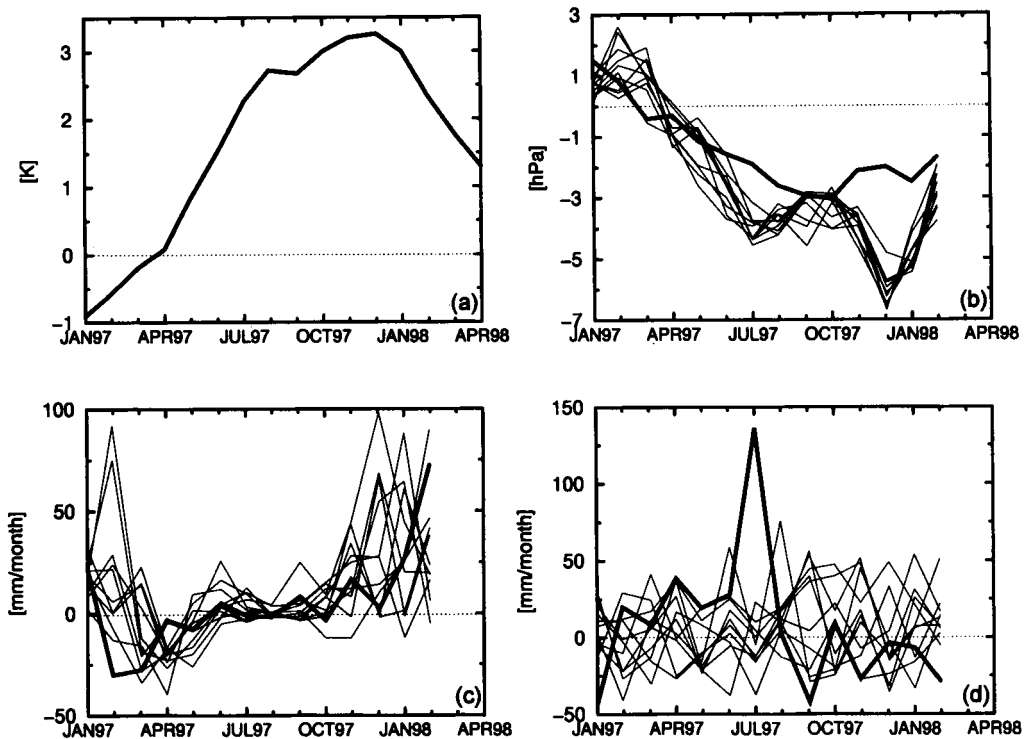 3
2
1
0
−1
[K]
JAN97 APR97 JUL97 OCT97 JAN98 APR98
(a)
3
1
−1
−3
−5
−7
[hPa]
JAN97 APR97 JUL97 OCT97 JAN98 APR98
(b)
100
50
0
−50
[mm/month]
JAN97 APR97 JUL97 OCT97 JAN98 APR98
(c)
150
100
50
0
−50
[mm/month]
JAN97 APR97 JUL97 OCT97 JAN98 APR98
(d)